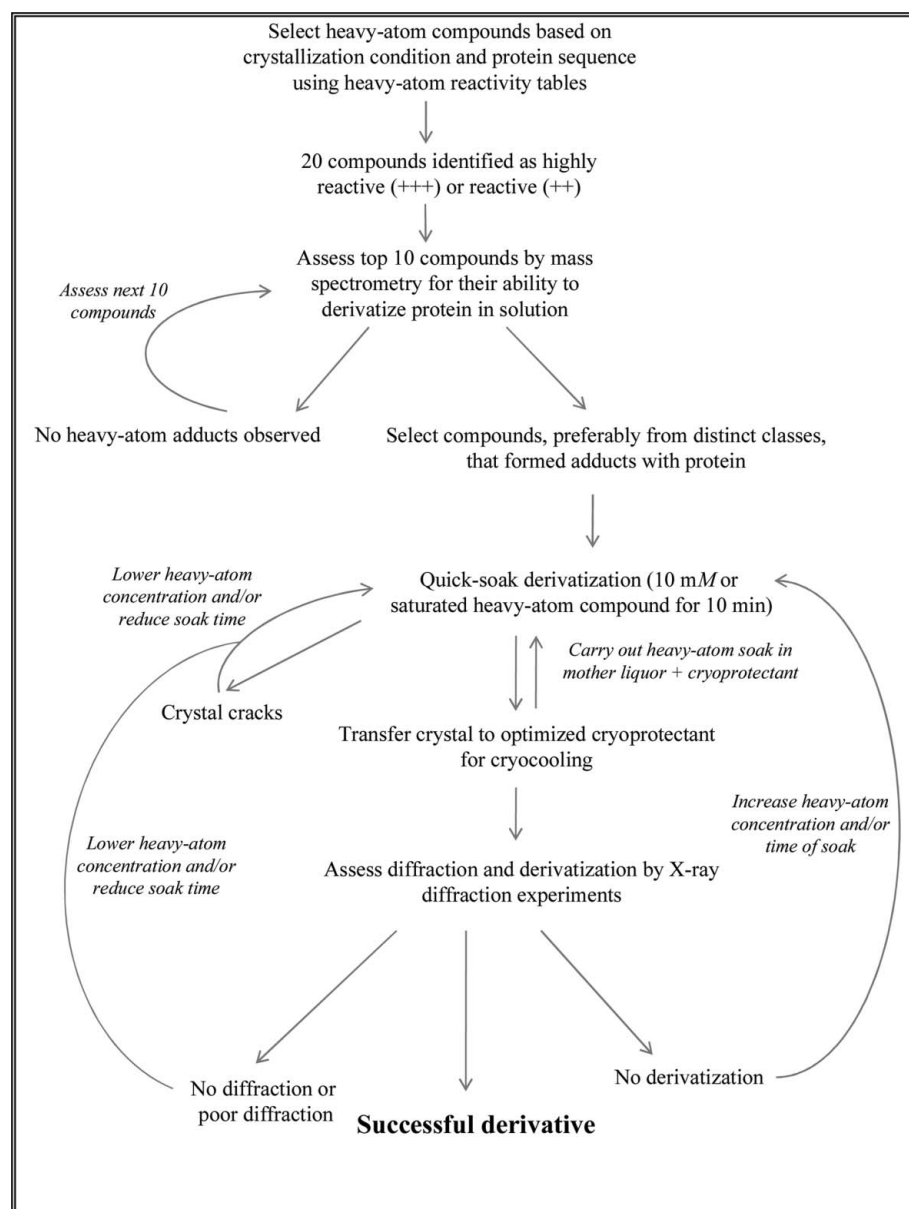 Select heavy-atom compounds based on
crystallization condition and protein sequence
using heavy-atom reactivity tables
20 compounds identified as highly
reactive (+++) or reactive (++)
Assess top 10 compounds by mass
spectrometry for their ability to
derivatize protein in solution
Assess next 10
compounds
No heavy-atom adducts observed
Select compounds, preferably from distinct classes,
that formed adducts with protein
Lower heavy-atom
concentration and/or
reduce soak time
Quick-soak derivatization (10 mM or
saturated heavy-atom compound for 10 min)
Carry out heavy-atom soak in
mother liquor + cryoprotectant
Crystal cracks
Transfer crystal to optimized cryoprotectant
for cryocooling
Increase heavy-atom
concentration and/or
time of soak
Lower heavy-atom
concentration and/or
reduce soak time
Assess diffraction and derivatization by X-ray
diffraction experiments
No diffraction or
poor diffraction
No derivatization
Successful derivative